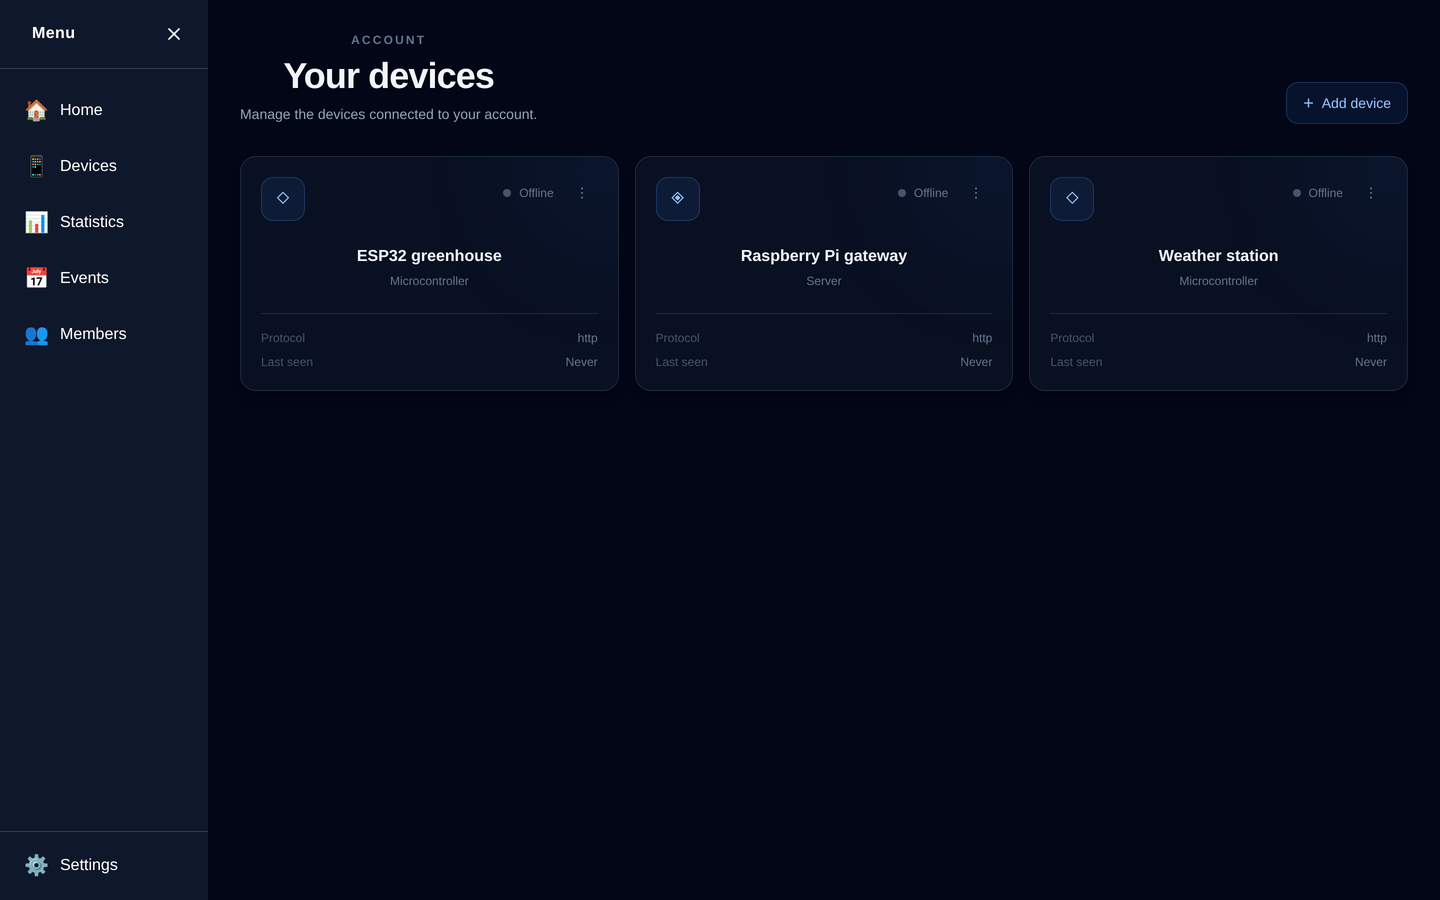 Menu
Home
Devices
Statistics
Events
Members
Settings
ACCOUNT
Your devices
Manage the devices connected to your account.
+ Add device
Offline
ESP32 greenhouse
Microcontroller
Protocol http
Last seen Never
Offline
Raspberry Pi gateway
Server
Protocol http
Last seen Never
Offline
Weather station
Microcontroller
Protocol http
Last seen Never